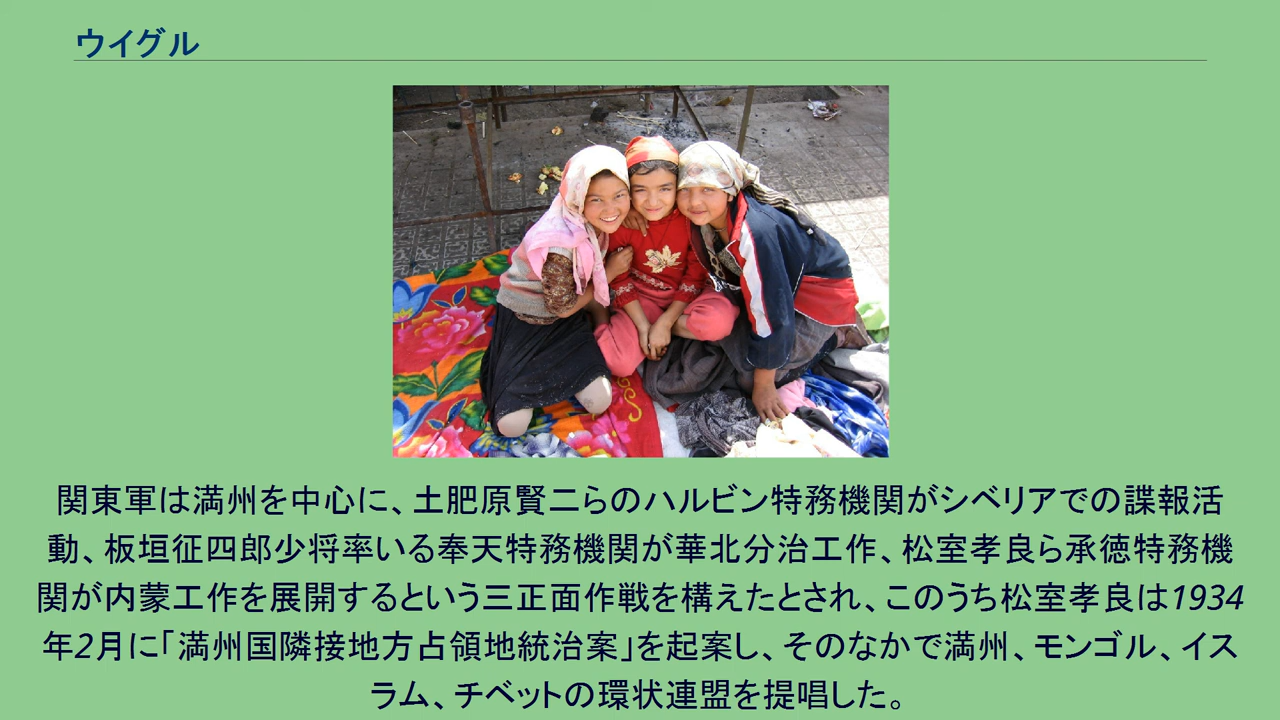 ウイグル
関東軍は満州を中心に、土肥原賢二らのハルビン特務機関がシベリアでの諜報活
動、板垣征四郎少将率いる奉天特務機関が華北分治工作、松室孝良ら承徳特務機
関が内蒙工作を展開するという三正面作戦を構えたとされ、このうち松室孝良は1934
年2月に「満州国隣接地方占領地統治案」を起案し、そのなかで満州、モンゴル、イス
ラム、チベットの環状連盟を提唱した。